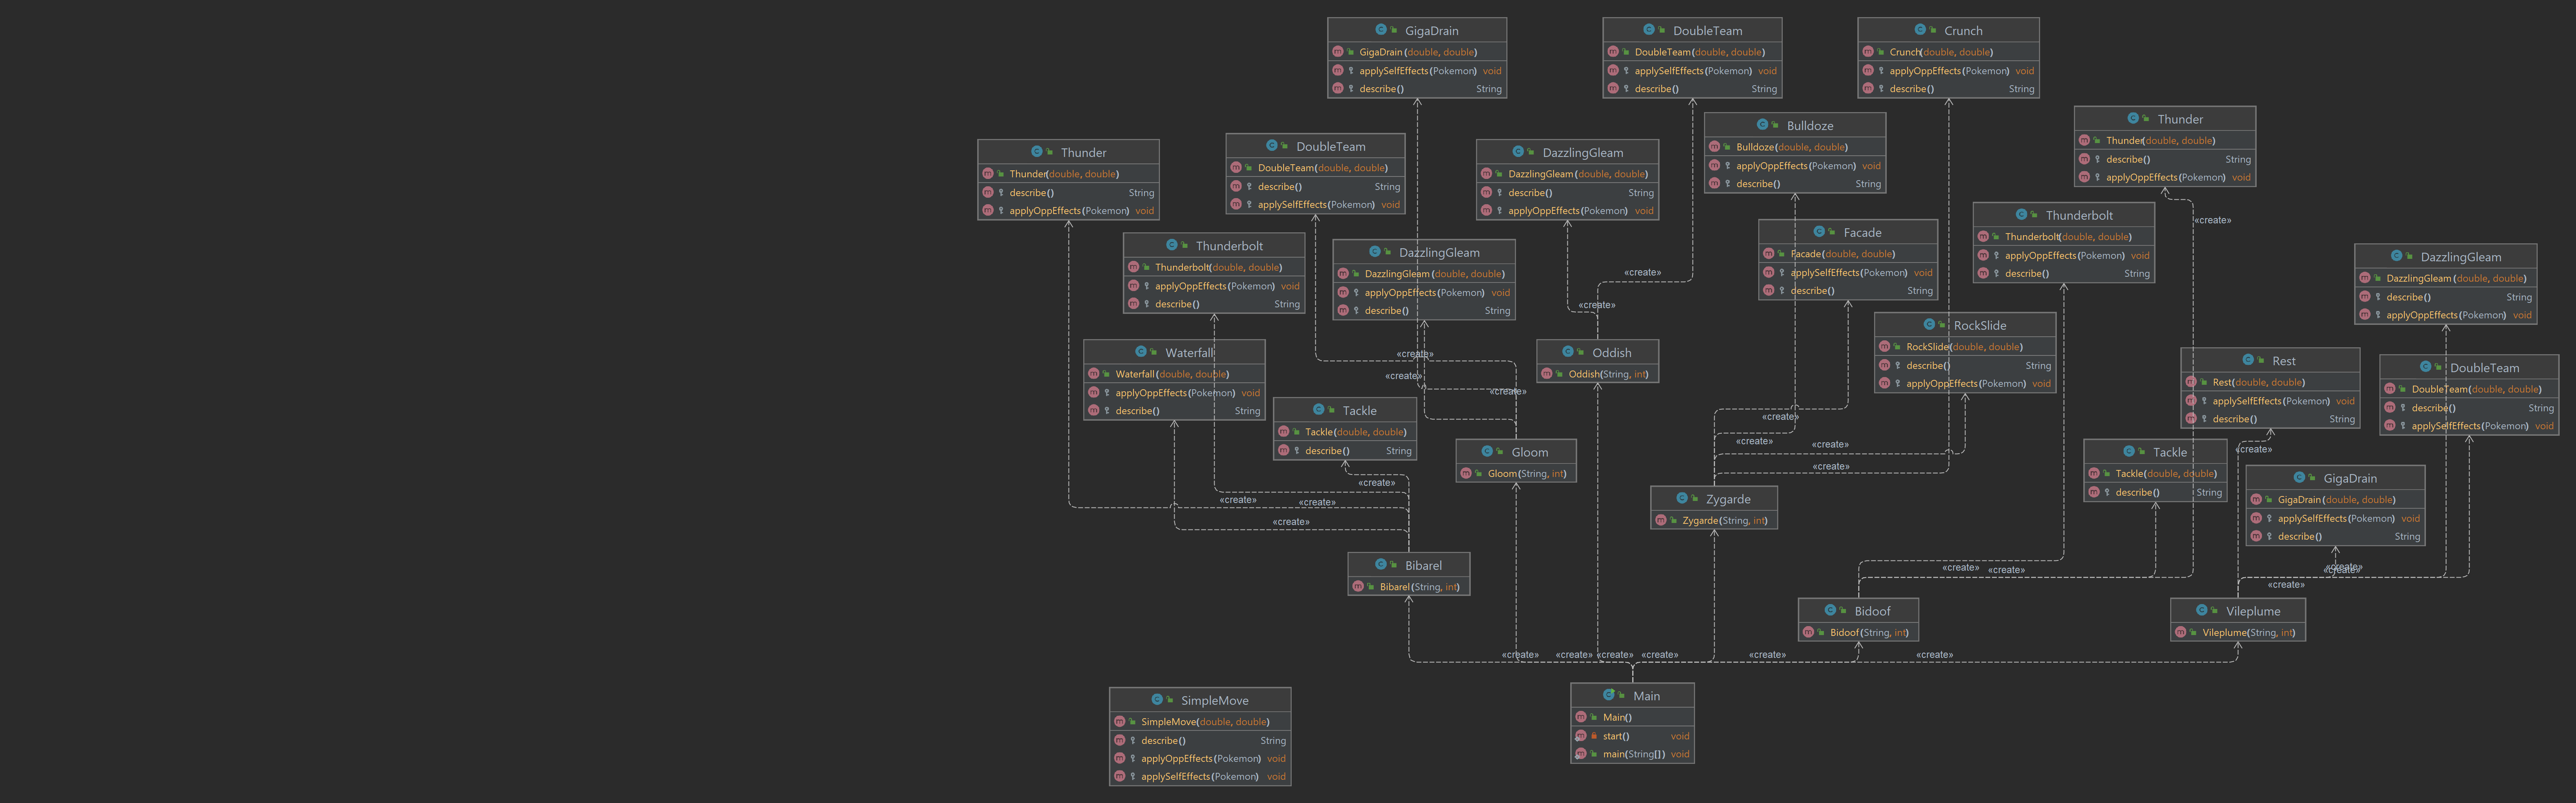 GigaDrain
GigaDrain(double, double)
applySelfEffects(Pokemon) void
describe() String
DoubleTeam
DoubleTeam(double, double)
applySelfEffects(Pokemon) void
describe() String
Crunch
Crunch(double, double)
applyOppEffects(Pokemon) void
describe() String
Thunder
Thunder(double, double)
describe() String
applyOppEffects(Pokemon) void
DoubleTeam
DoubleTeam(double, double)
describe() String
applySelfEffects(Pokemon) void
DazzlingGleam
DazzlingGleam(double, double)
describe() String
applyOppEffects(Pokemon) void
Bulldoze
Bulldoze(double, double)
applyOppEffects(Pokemon) void
describe() String
Thunder
Thunder(double, double)
describe() String
applyOppEffects(Pokemon) void
«create»
Thunderbolt
Thunderbolt(double, double)
applyOppEffects(Pokemon) void
describe() String
DazzlingGleam
DazzlingGleam(double, double)
applyOppEffects(Pokemon) void
describe() String
«create»
«create»
Facade
Facade(double, double)
applySelfEffects(Pokemon) void
describe() String
Thunderbolt
Thunderbolt(double, double)
applyOppEffects(Pokemon) void
describe() String
DazzlingGleam
DazzlingGleam(double, double)
describe() String
applyOppEffects(Pokemon) void
Waterfall
Waterfall(double, double)
applyOppEffects(Pokemon) void
describe() String
«create»
«create»
«create»
Oddish
Oddish(String, int)
RockSlide
RockSlide(double, double)
describe() String
applyOppEffects(Pokemon) void
Rest
Rest(double, double)
applySelfEffects(Pokemon) void
describe() String
DoubleTeam
DoubleTeam(double, double)
describe() String
applySelfEffects(Pokemon) void
Tackle
Tackle(double, double)
describe() String
«create»
«create»
«create»
Gloom
Gloom(String, int)
«create»
«create»
«create»
«create»
Zygarde
Zygarde(String, int)
Tackle
Tackle(double, double)
describe() String
«create»
GigaDrain
GigaDrain(double, double)
applySelfEffects(Pokemon) void
describe() String
«create»
Bibarel
Bibarel(String, int)
«create»
«create»
«create»
«create»
«create»
Bidoof
Bidoof(String, int)
Vileplume
Vileplume(String, int)
«create»
«create»
«create»
«create»
«create»
«create»
SimpleMove
SimpleMove(double, double)
describe() String
applyOppEffects(Pokemon) void
applySelfEffects(Pokemon) void
Main
Main()
start() void
main(String[]) void